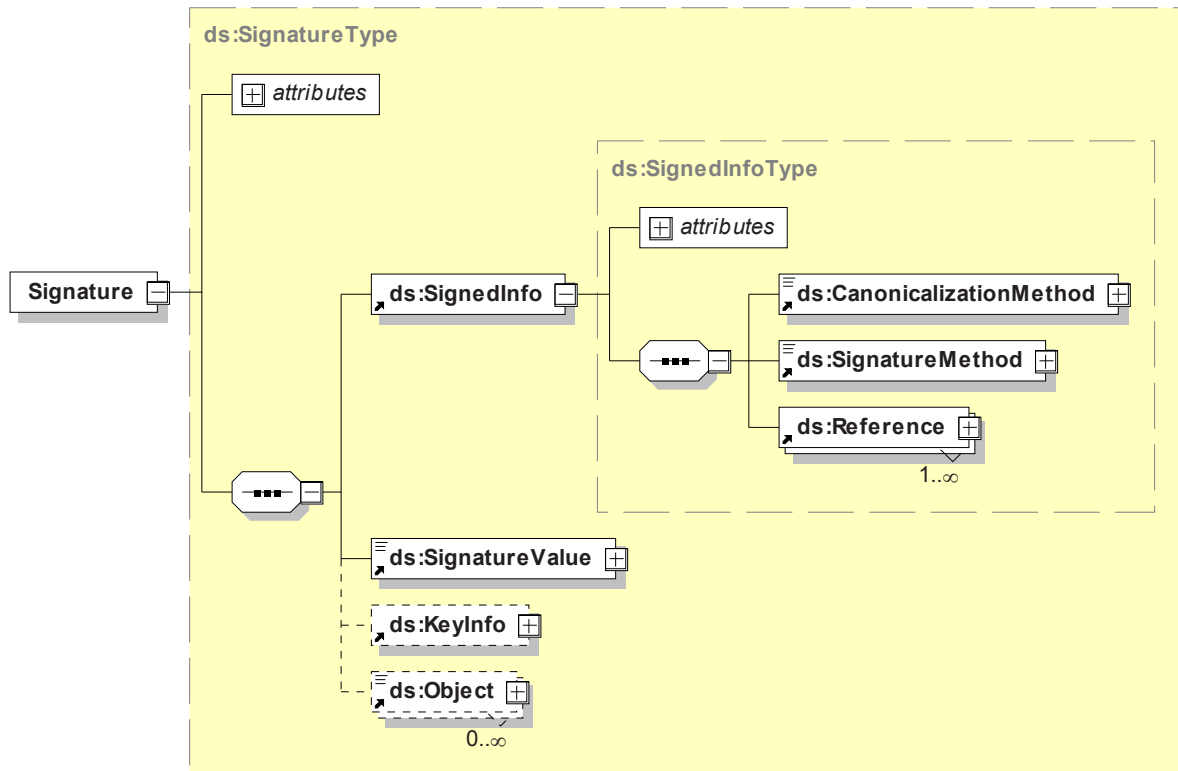 ds:SignatureType
attributes
ds:SignedInfoType
attributes
Signature
ds:SignedInfo
ds:CanonicalizationMethod
ds:SignatureMethod
ds:Reference
1..∞
ds:SignatureValue
ds:KeyInfo
ds:Object
0..∞